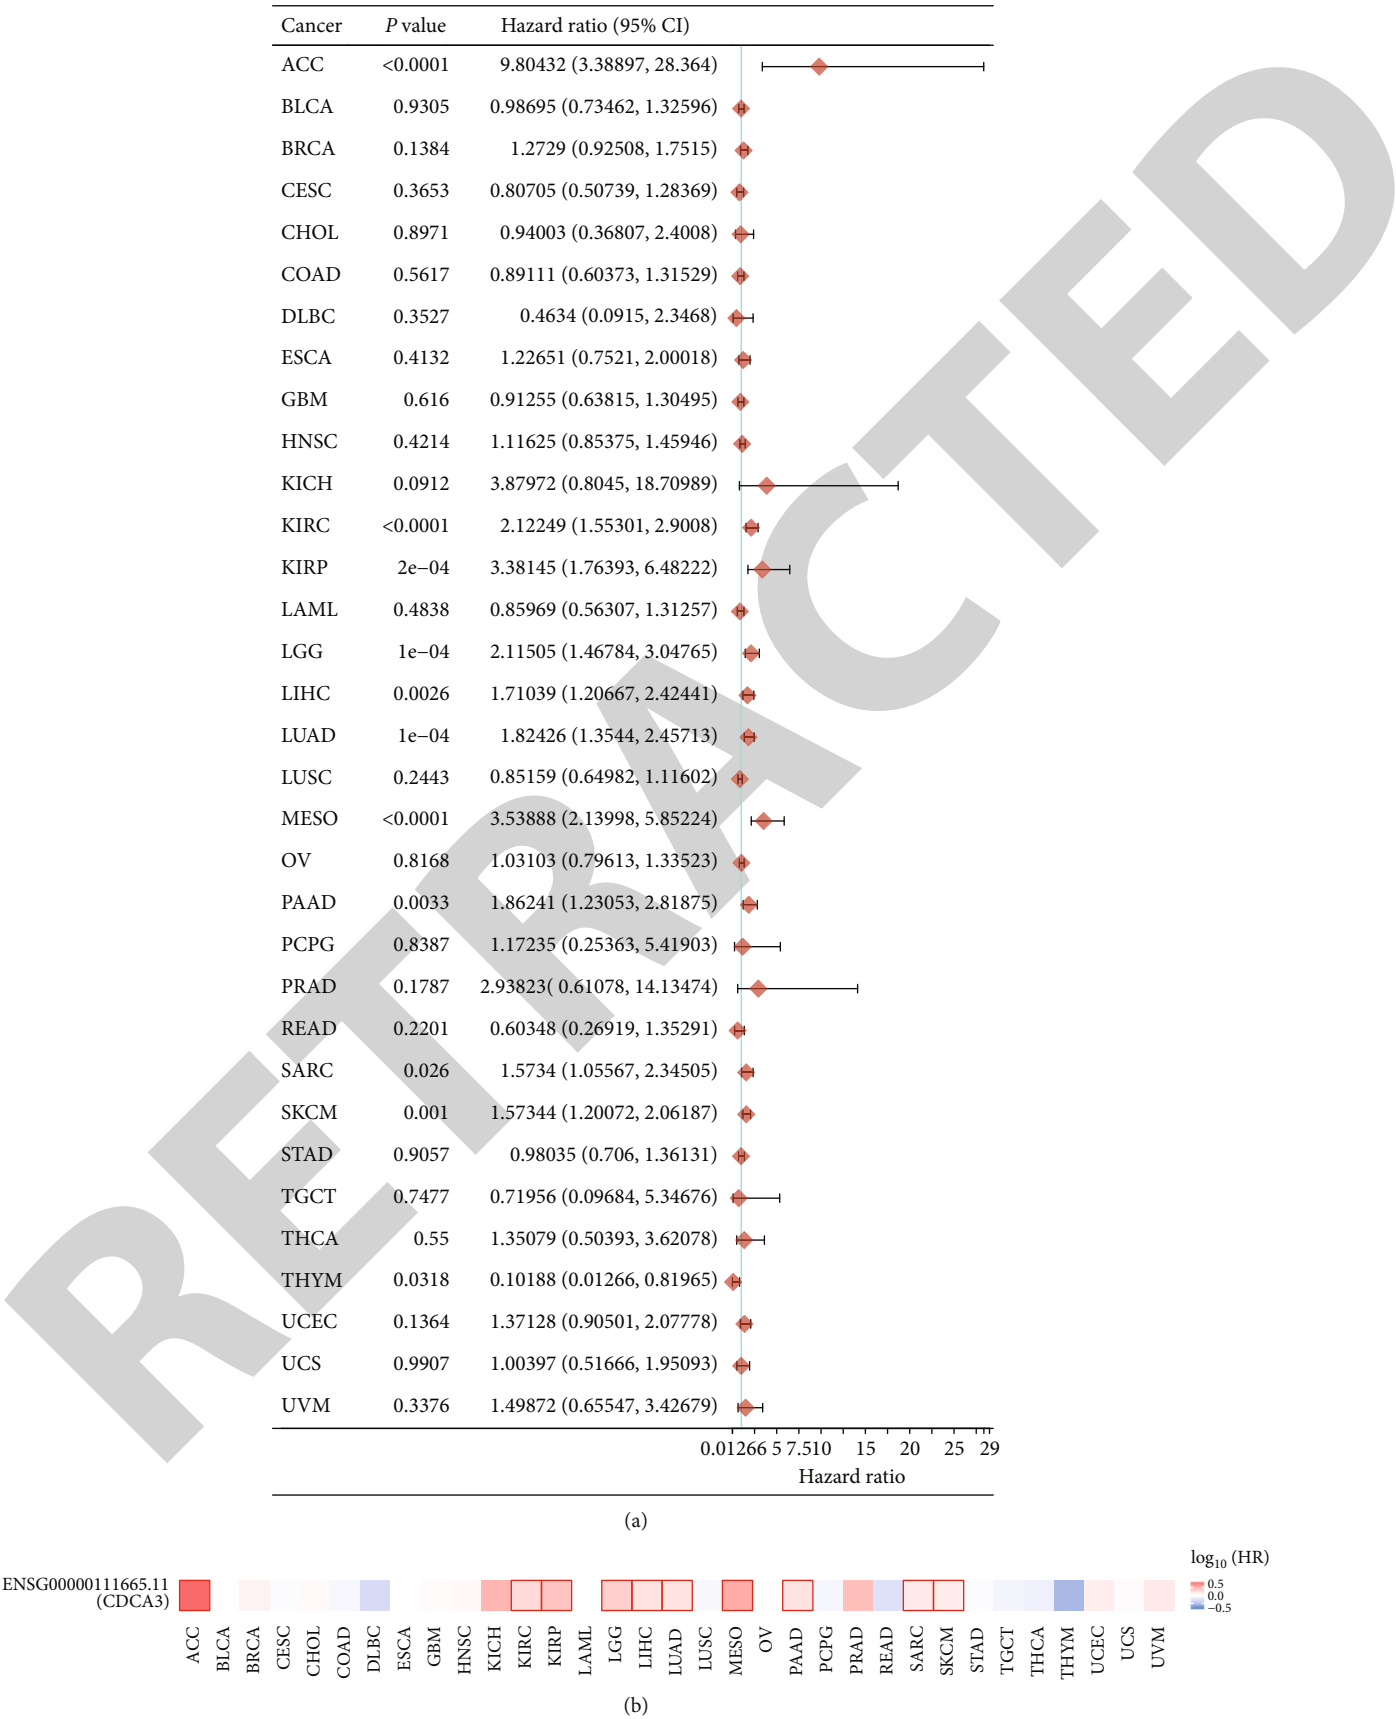 Cancer P value Hazard ratio (95% CI)
ACC <0.0001 9.80432 (3.38897, 28.364)
BLCA 0.9305 0.98695 (0.73462, 1.32596)
BRCA 0.1384 1.2729 (0.92508, 1.7515)
CESC 0.3653 0.80705 (0.50739, 1.28369)
CHOL 0.8971 0.94003 (0.36807, 2.4008)
COAD 0.5617 0.89111 (0.60373, 1.31529)
DLBC 0.3527 0.4634 (0.0915, 2.3468)
ESCA 0.4132 1.22651 (0.7521, 2.00018)
GBM 0.616 0.91255 (0.63815, 1.30495)
HNSC 0.4214 1.11625 (0.85375, 1.45946)
KICH 0.0912 3.87972 (0.8045, 18.70989)
KIRC <0.0001 2.12249 (1.55301, 2.9008)
KIRP 2e−04 3.38145 (1.76393, 6.48222)
LAML 0.4838 0.85969 (0.56307, 1.31257)
LGG 1e−04 2.11505 (1.46784, 3.04765)
LIHC 0.0026 1.71039 (1.20667, 2.42441)
LUAD 1e−04 1.82426 (1.3544, 2.45713)
LUSC 0.2443 0.85159 (0.64982, 1.11602)
MESO <0.0001 3.53888 (2.13998, 5.85224)
OV 0.8168 1.03103 (0.79613, 1.33523)
PAAD 0.0033 1.86241 (1.23053, 2.81875)
PCPG 0.8387 1.17235 (0.25363, 5.41903)
PRAD 0.1787 2.93823( 0.61078, 14.13474)
READ 0.2201 0.60348 (0.26919, 1.35291)
SARC 0.026 1.5734 (1.05567, 2.34505)
SKCM 0.001 1.57344 (1.20072, 2.06187)
STAD 0.9057 0.98035 (0.706, 1.36131)
TGCT 0.7477 0.71956 (0.09684, 5.34676)
THCA 0.55 1.35079 (0.50393, 3.62078)
THYM 0.0318 0.10188 (0.01266, 0.81965)
UCEC 0.1364 1.37128 (0.90501, 2.07778)
UCS 0.9907 1.00397 (0.51666, 1.95093)
UVM 0.3376 1.49872 (0.65547, 3.42679)
0.01266 5 7.510 15 20 25 29
Hazard ratio
(a)
RETRACTED
log10 (HR)
0.5
0.0
−0.5
ENSG00000111665.11
(CDCA3)
ACC BLCA BRCA CESC CHOL COAD DLBC ESCA GBM HNSC KICH KIRC KIRP LAML LGG LIHC LUAD LUSC MESO OV PAAD PCPG PRAD READ SARC SKCM STAD TGCT THCA THYM UCEC UCS UVM
(b)